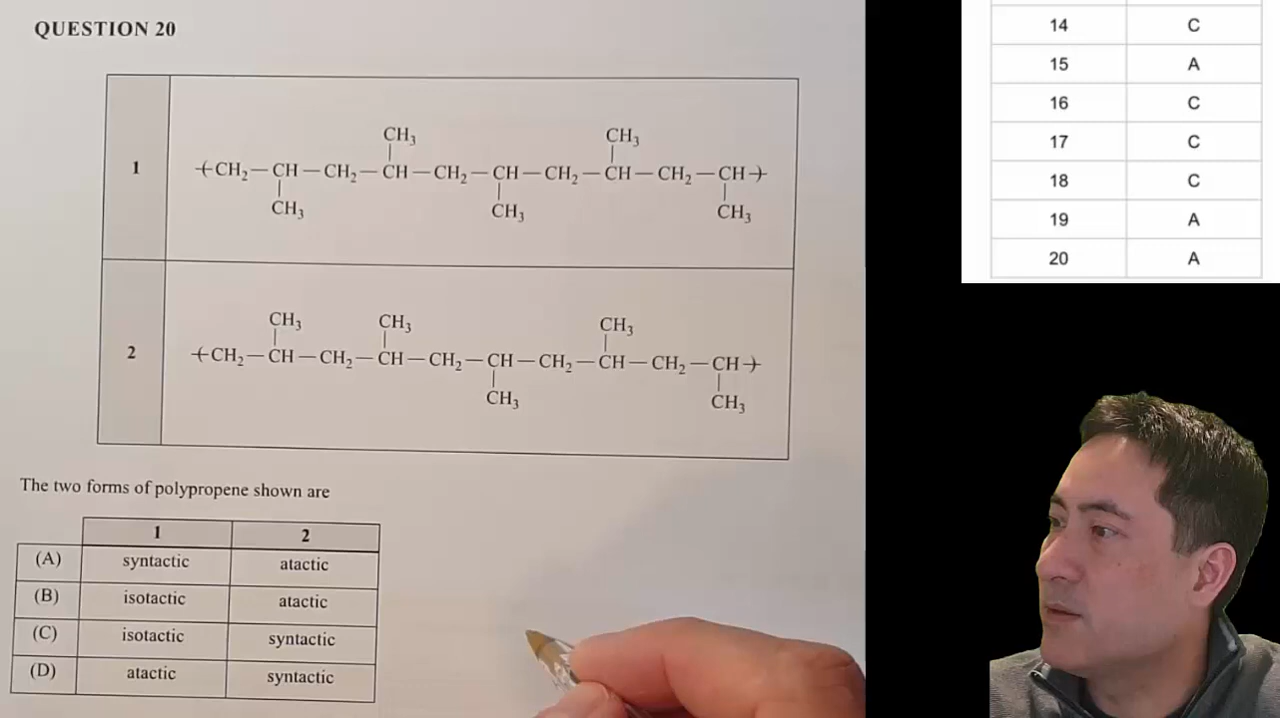 QUESTION 20
1
CH₃ CH₃
CH₂—CH—CH₂—CH—CH₂—CH—CH₂—CH—CH₂—CH
CH₃ CH₃ CH₃
2
CH₃ CH₃ CH₃
CH₂—CH—CH₂—CH—CH₂—CH—CH₂—CH—CH₂—CH
CH₃ CH₃
The two forms of polypropene shown are
1 2
(A) syntactic atactic
(B) isotactic atactic
(C) isotactic syntactic
(D) atactic syntactic
14 C
15 A
16 C
17 C
18 C
19 A
20 A